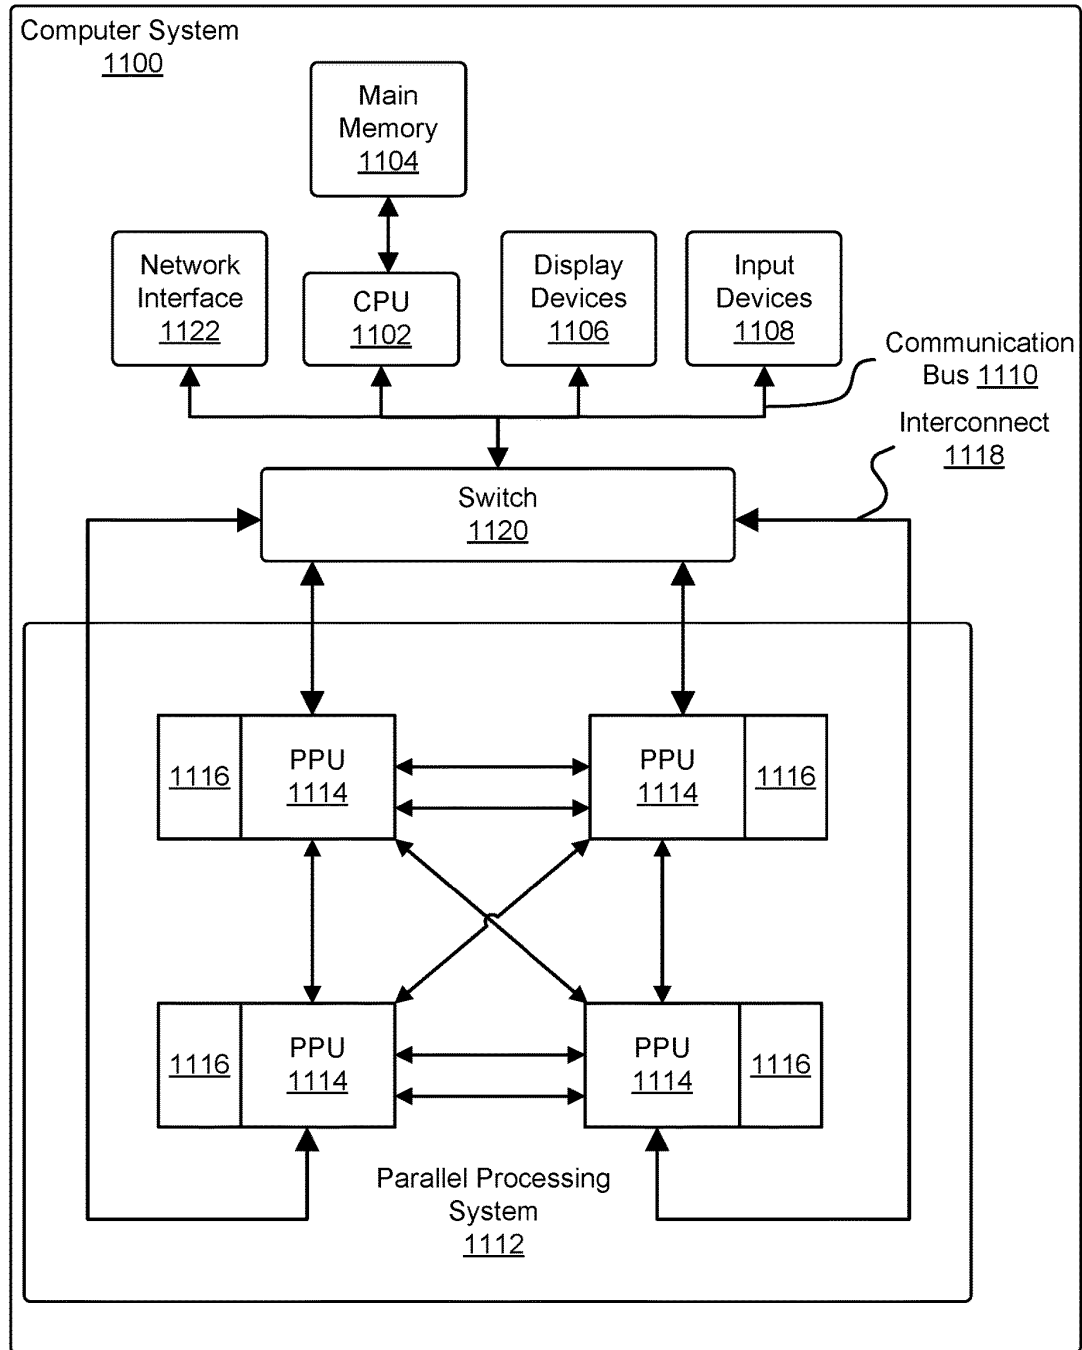 Computer System
1100
Main
Memory
1104
Network
Interface
1122
CPU
1102
Display
Devices
1106
Input
Devices
1108
Communication
Bus 1110
Interconnect
1118
Switch
1120
1116
PPU
1114
PPU
1114
1116
1116
PPU
1114
PPU
1114
1116
Parallel Processing
System
1112